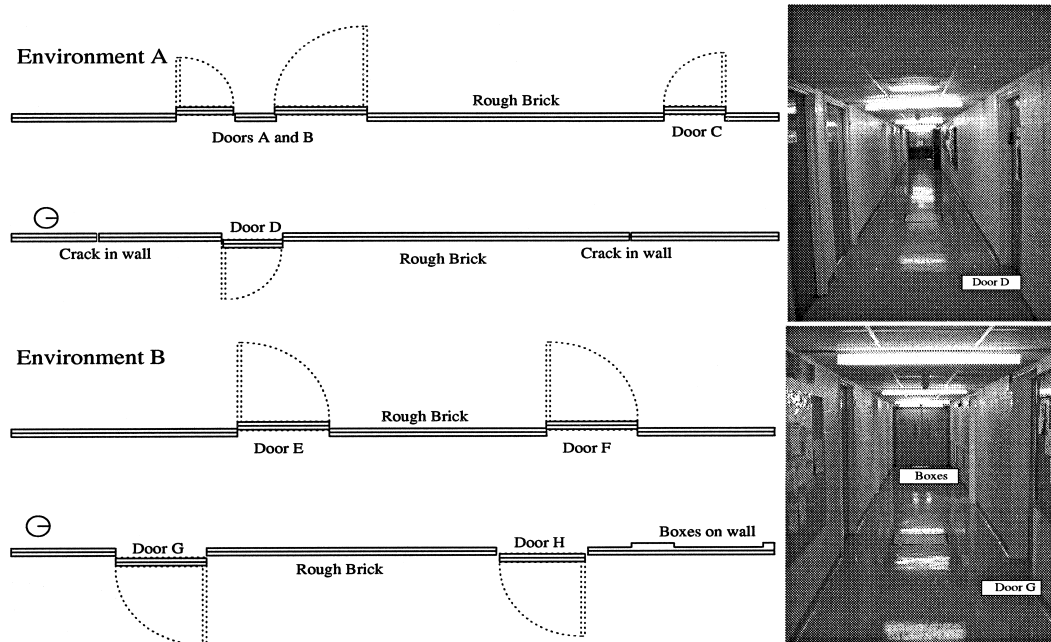 Environment A
Rough Brick
Doors A and B
Door C
Door D
Crack in wall
Rough Brick
Crack in wall
Door D
Environment B
Rough Brick
Door E
Door F
Boxes
Door G
Door H
Boxes on wall
Rough Brick
Door G